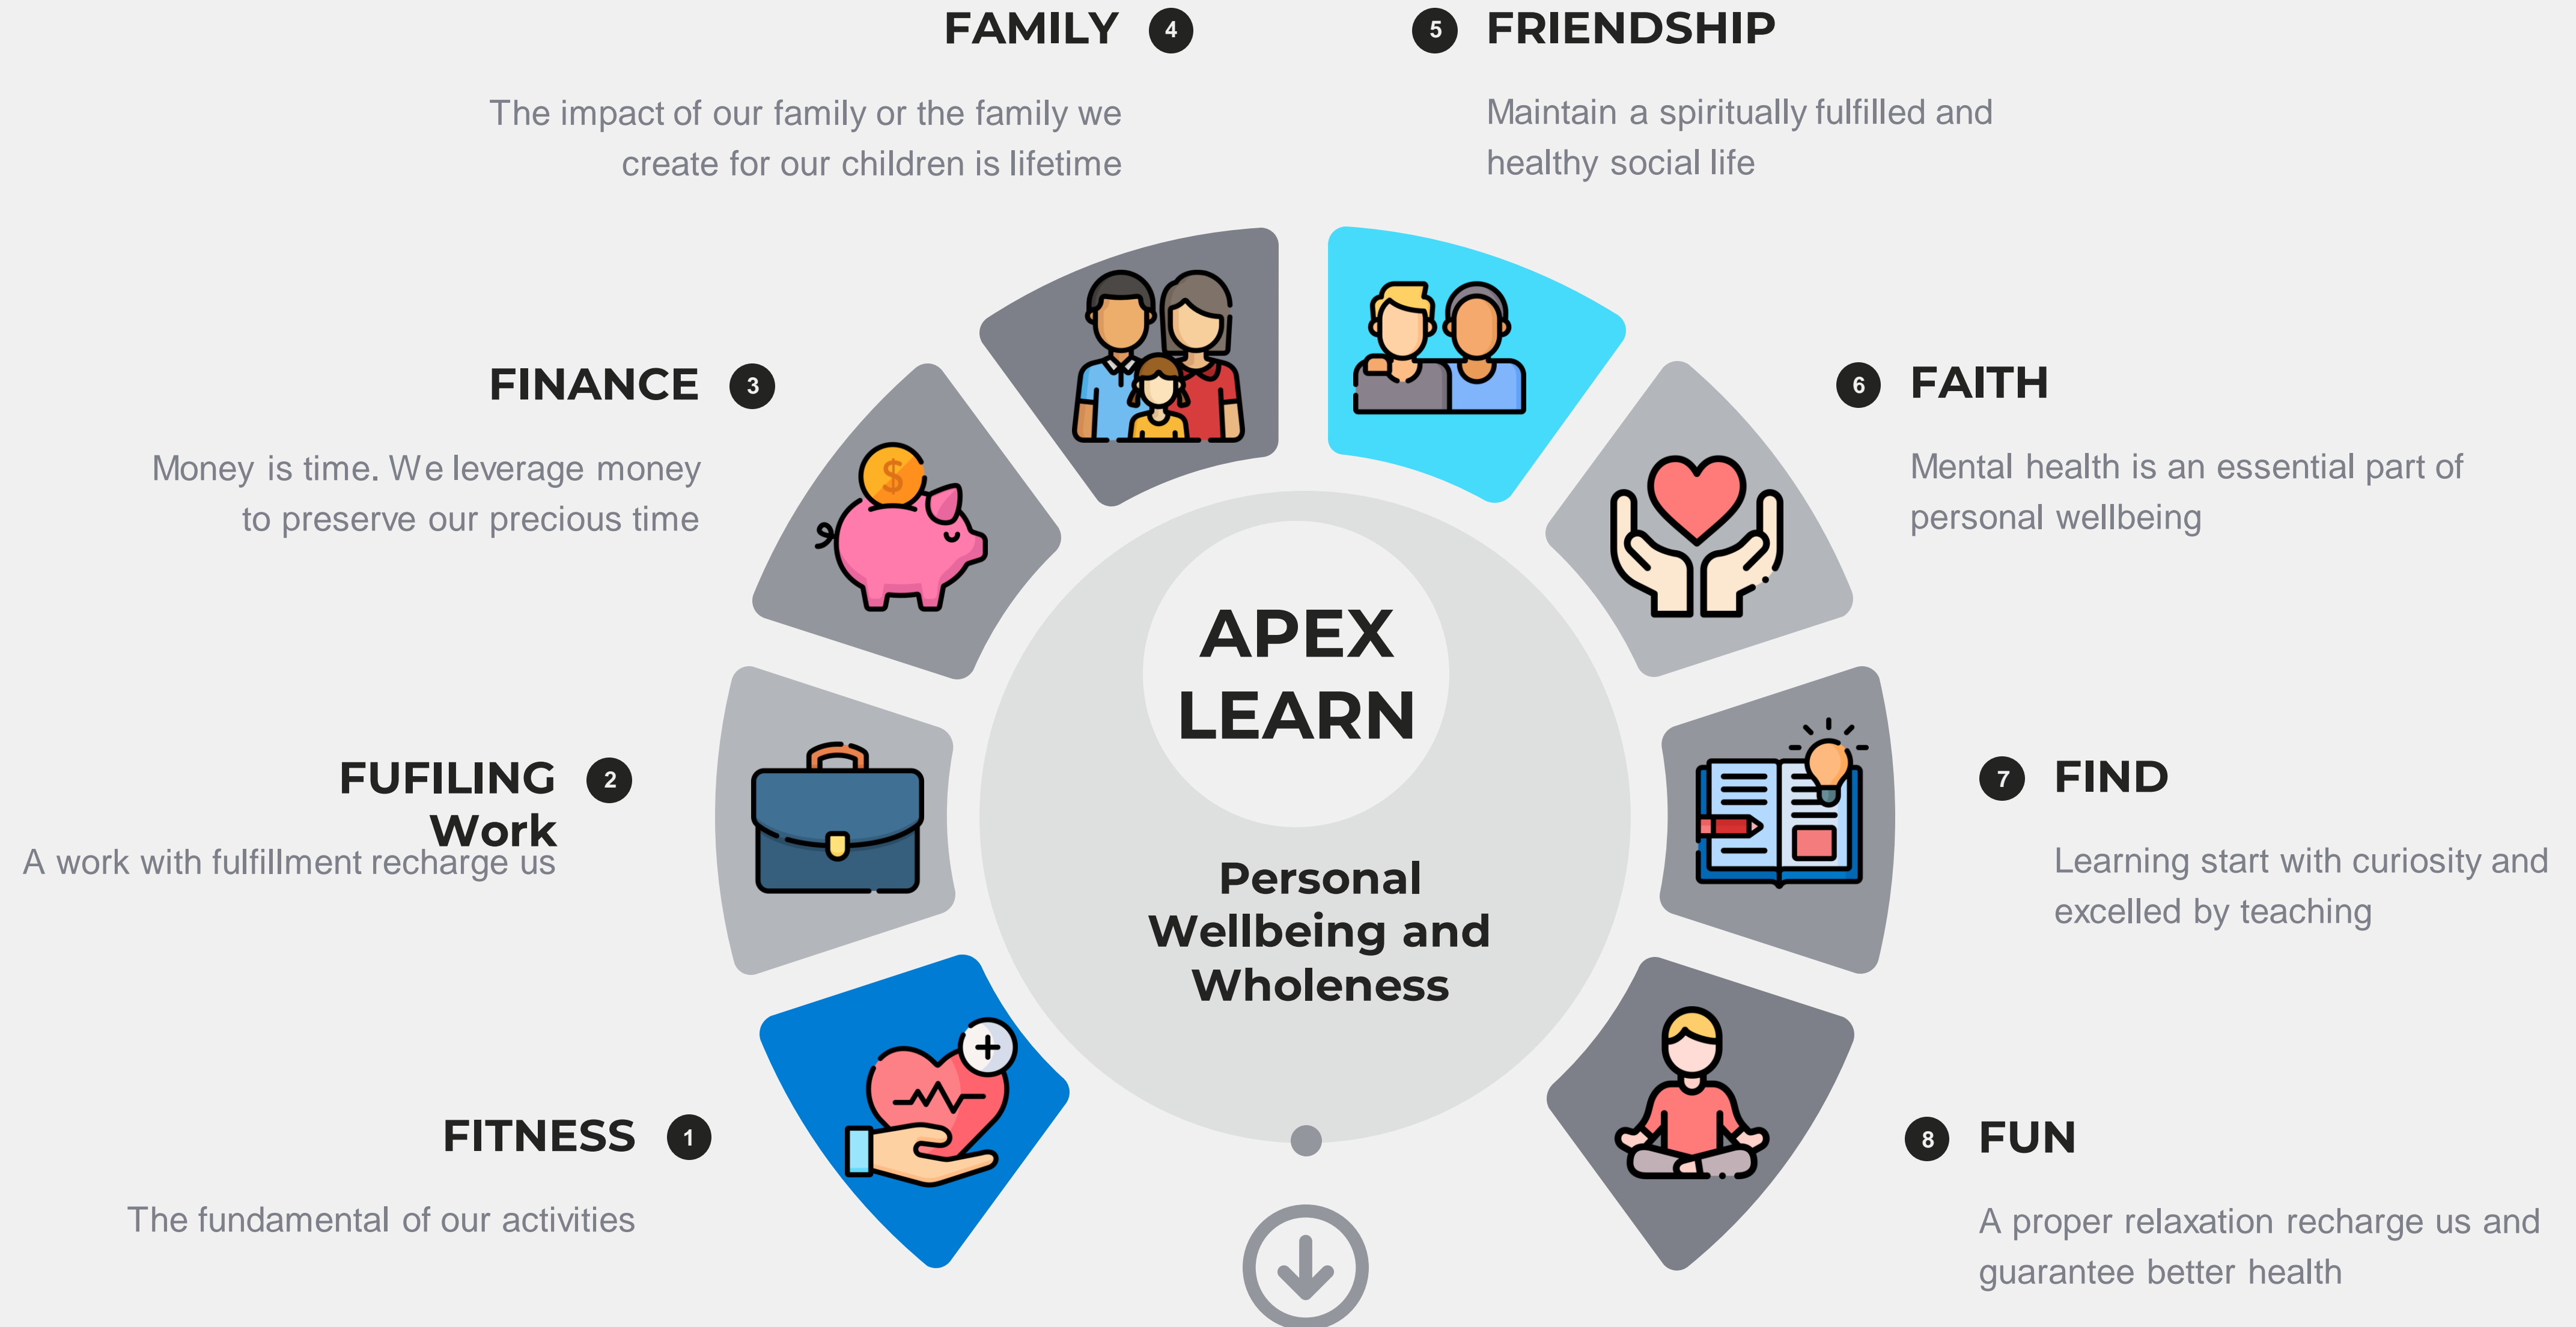 FAMILY 4
The impact of our family or the family we
create for our children is lifetime
5 FRIENDSHIP
Maintain a spiritually fulfilled and
healthy social life
FINANCE 3
Money is time. We leverage money
to preserve our precious time
$
6 FAITH
Mental health is an essential part of
personal wellbeing
APEX
LEARN
Personal
Wellbeing and
Wholeness
FUFILING 2
Work
A work with fulfillment recharge us
7 FIND
Learning start with curiosity and
excelled by teaching
FITNESS 1
The fundamental of our activities
8 FUN
A proper relaxation recharge us and
guarantee better health